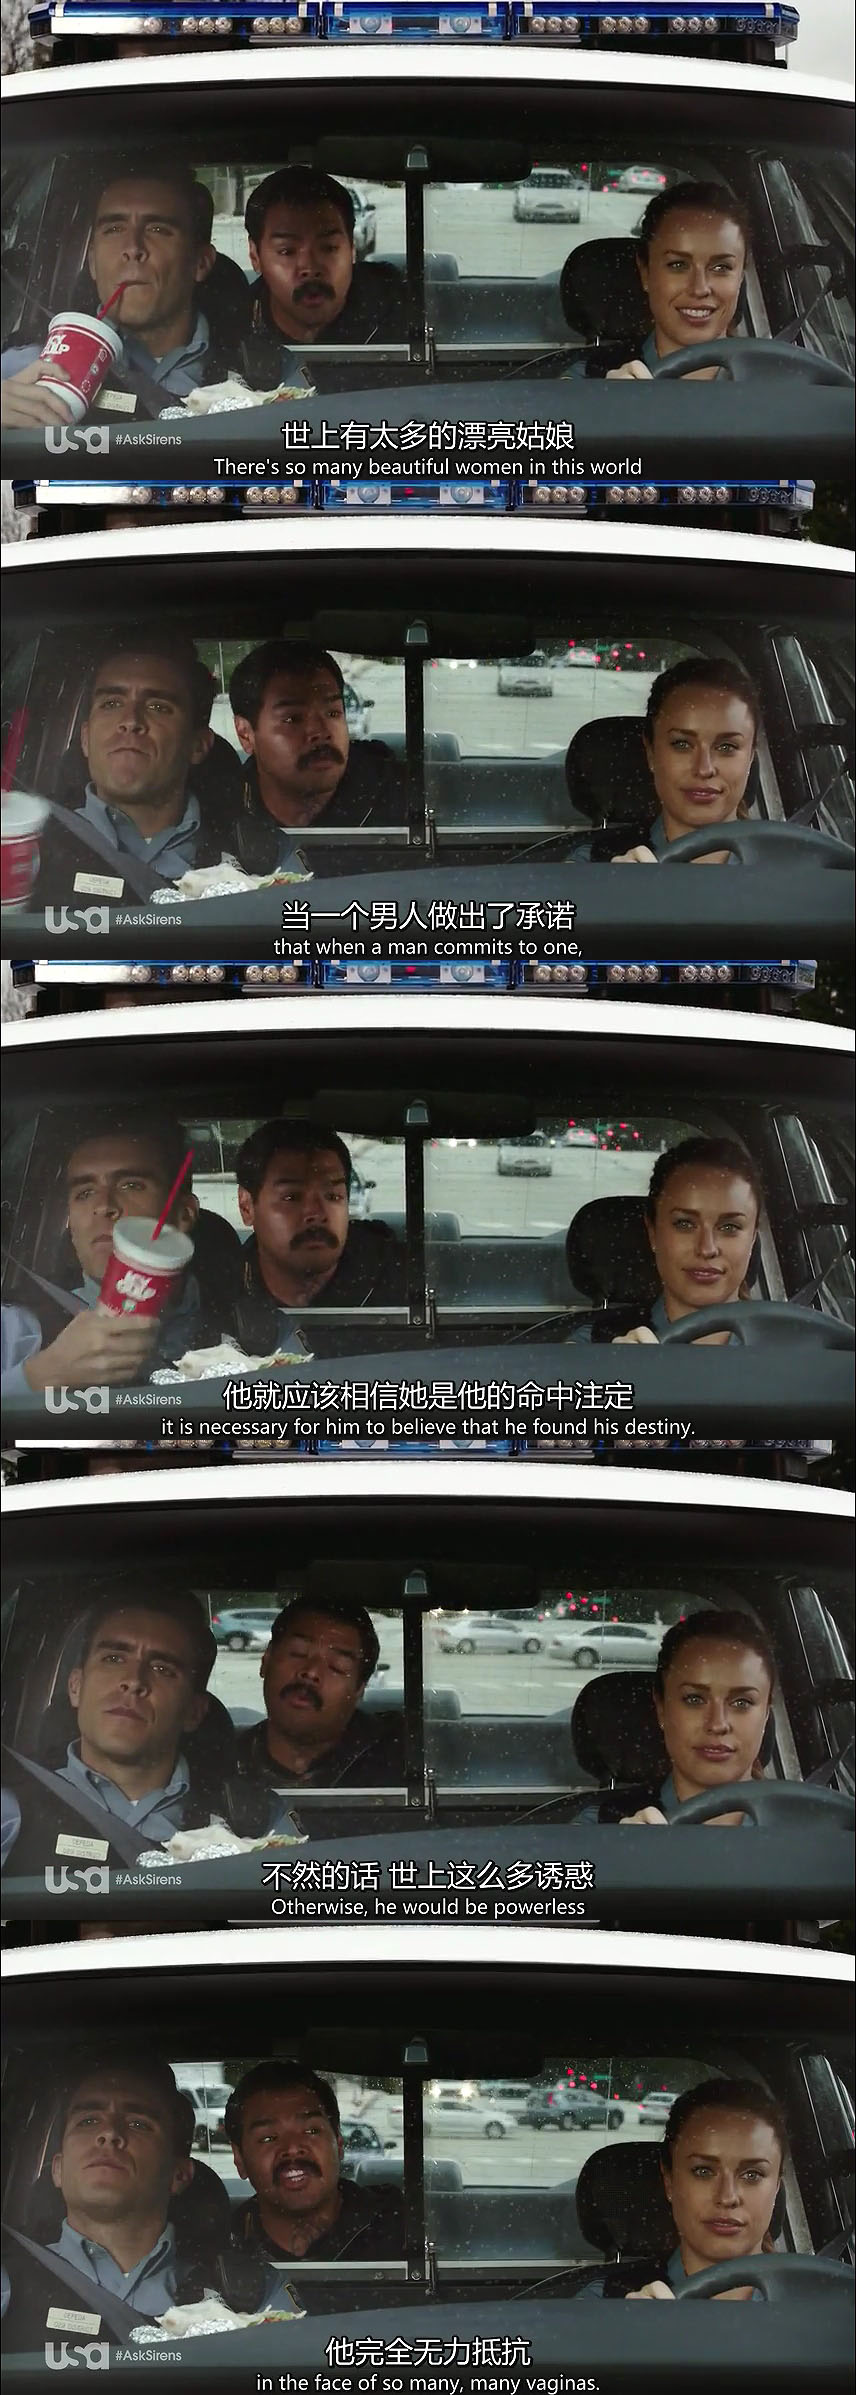 ICY
PULP
世上有太多的漂亮姑娘
usa #AskSirens
There's so many beautiful women in this world
CEPEDA
当一个男人做出了承诺
usa #AskSirens
that when a man commits to one,
他就应该相信她是他的命中注定
usa #AskSirens
it is necessary for him to believe that he found his destiny.
CEPEDA
不然的话 世上这么多诱惑
usa #AskSirens
Otherwise, he would be powerless
CEPEDA
他完全无力抵抗
usa #AskSirens
in the face of so many, many vaginas.